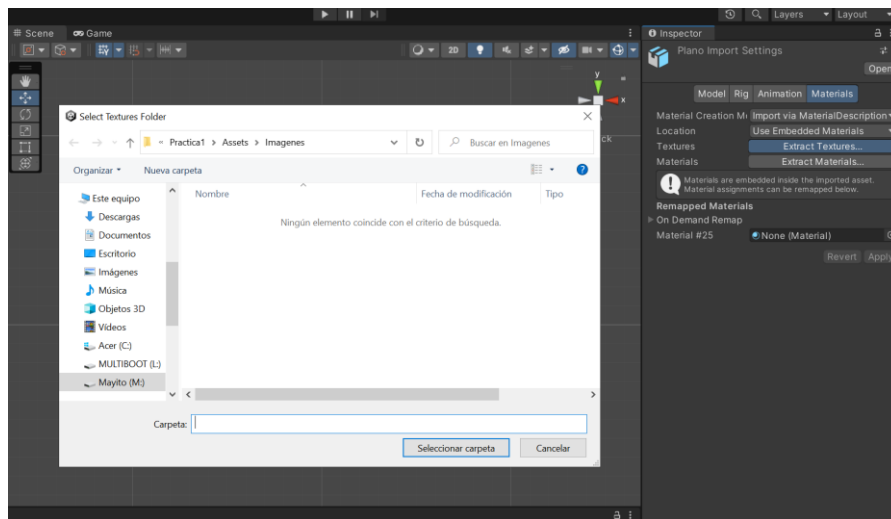 Layers Layout
Scene Game
Inspector
2D
Plano Import Settings
Open
Model Rig Animation Materials
Material Creation Mo Import via MaterialDescription
Location Use Embedded Materials
Textures Extract Textures...
Materials Extract Materials...
Materials are embedded inside the imported asset.
Material assignments can be remapped below.
Remapped Materials
On Demand Remap
Material #25 None (Material)
Revert Apply
y
x
ck
Select Textures Folder
« Practica1 > Assets > Imagenes
Buscar en Imagenes
Organizar Nueva carpeta
Nombre Fecha de modificación Tipo
Ningún elemento coincide con el criterio de búsqueda.
Este equipo
Descargas
Documentos
Escritorio
Imágenes
Música
Objetos 3D
Vídeos
Acer (C:)
MULTIBOOT (L:)
Mayito (M:)
Carpeta:
Seleccionar carpeta Cancelar